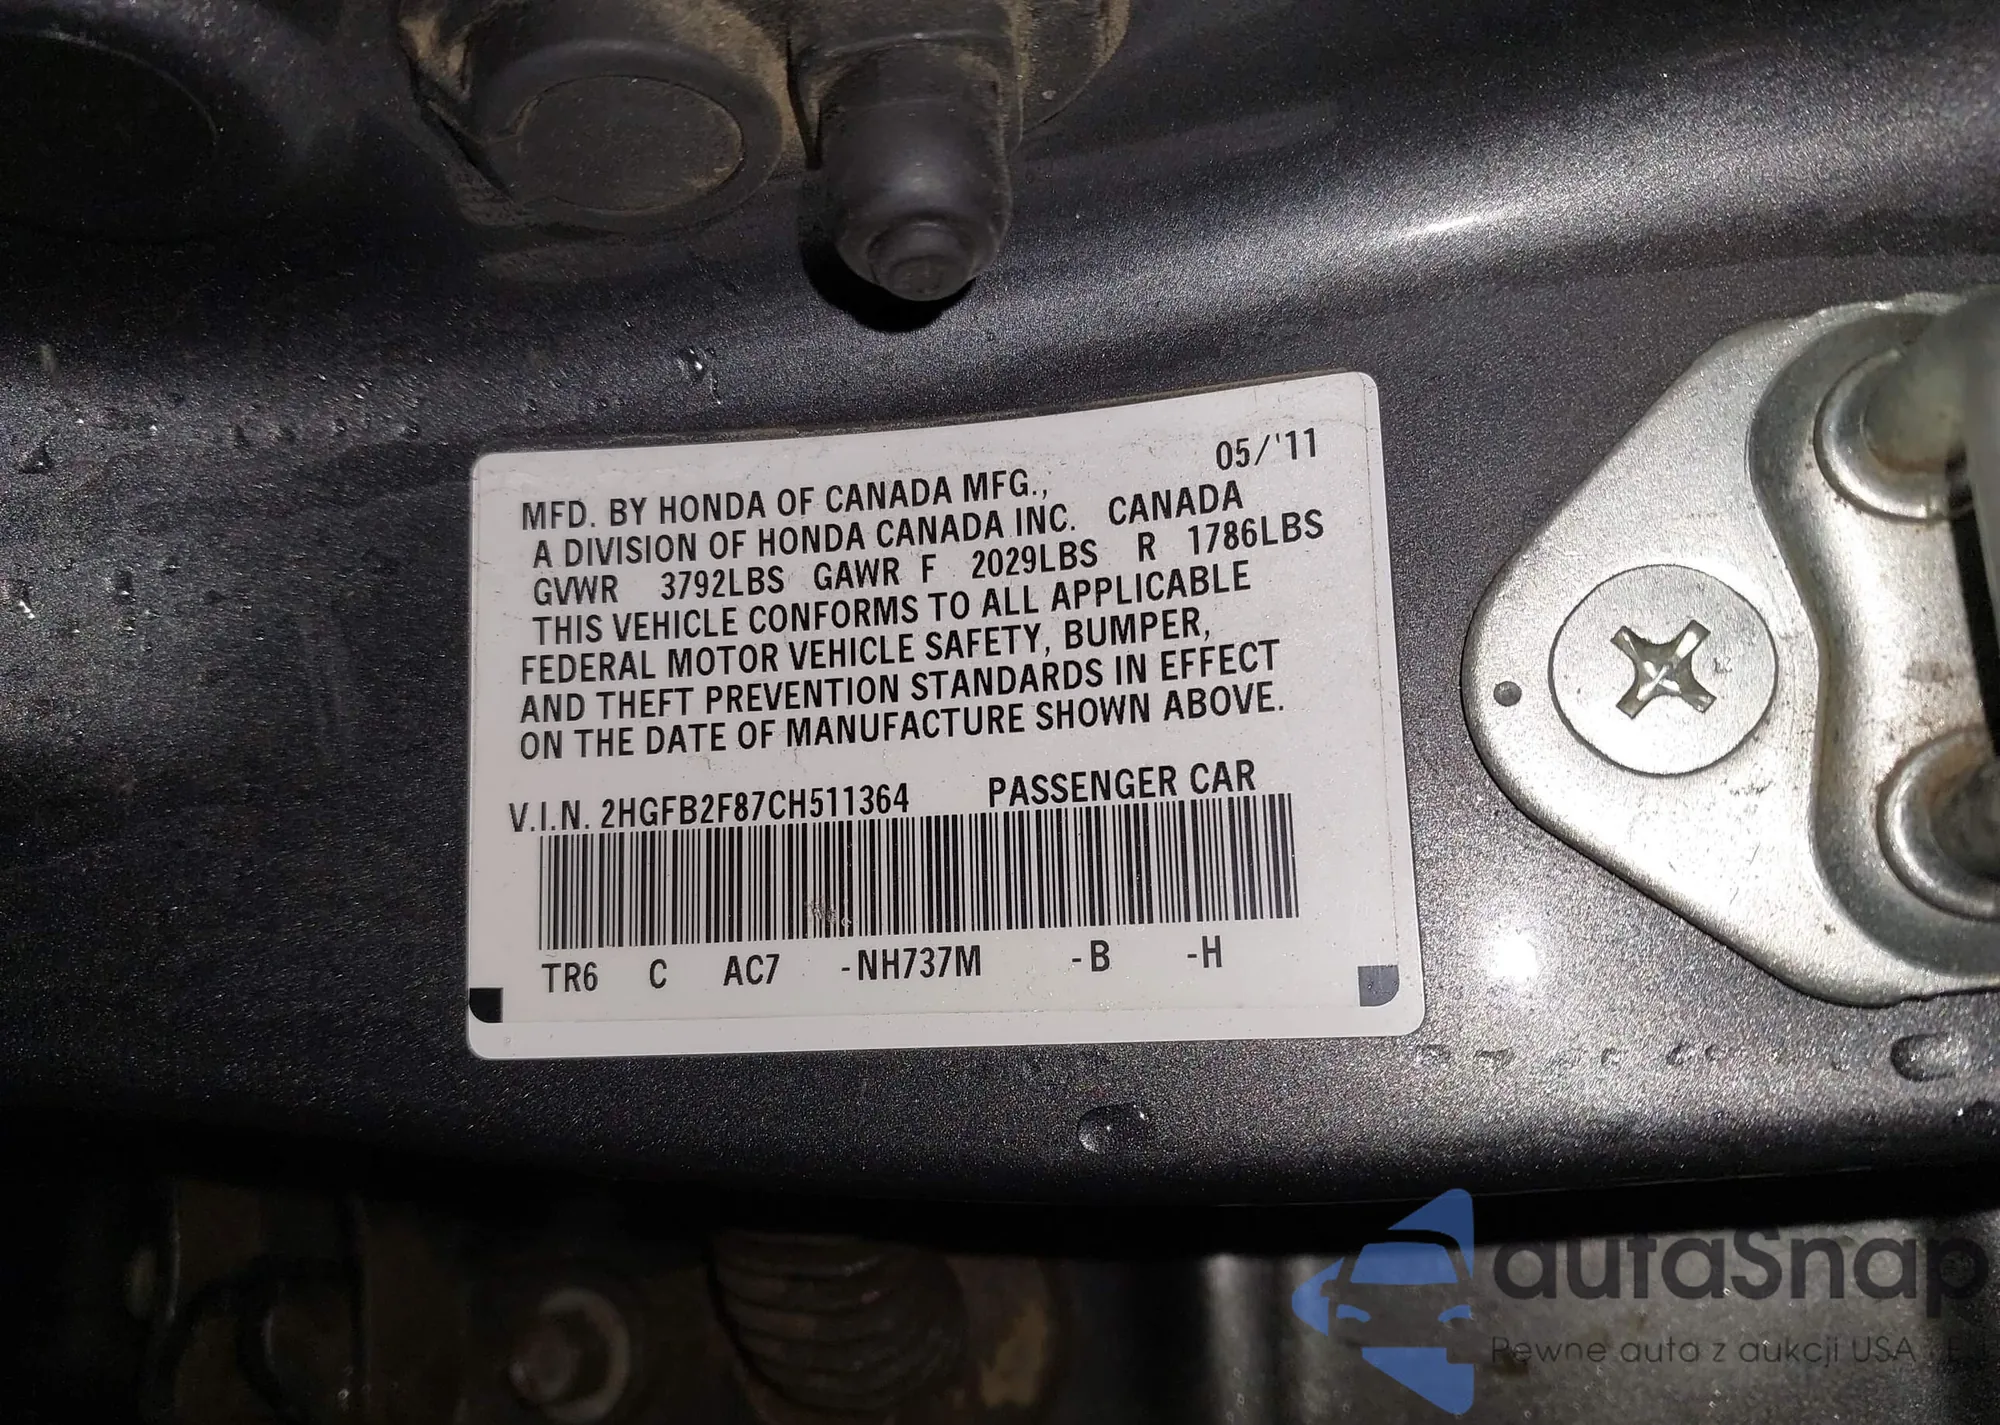 05/'11
MFD. BY HONDA OF CANADA MFG.,
A DIVISION OF HONDA CANADA INC. CANADA
GVWR 3792LBS GAWR F 2029LBS R 1786LBS
THIS VEHICLE CONFORMS TO ALL APPLICABLE
FEDERAL MOTOR VEHICLE SAFETY, BUMPER,
AND THEFT PREVENTION STANDARDS IN EFFECT
ON THE DATE OF MANUFACTURE SHOWN ABOVE.
V.I.N. 2HGFB2F87CH511364 PASSENGER CAR
TR6 C AC7 -NH737M -B -H
autaSnap
Pewne auta z aukcji USA